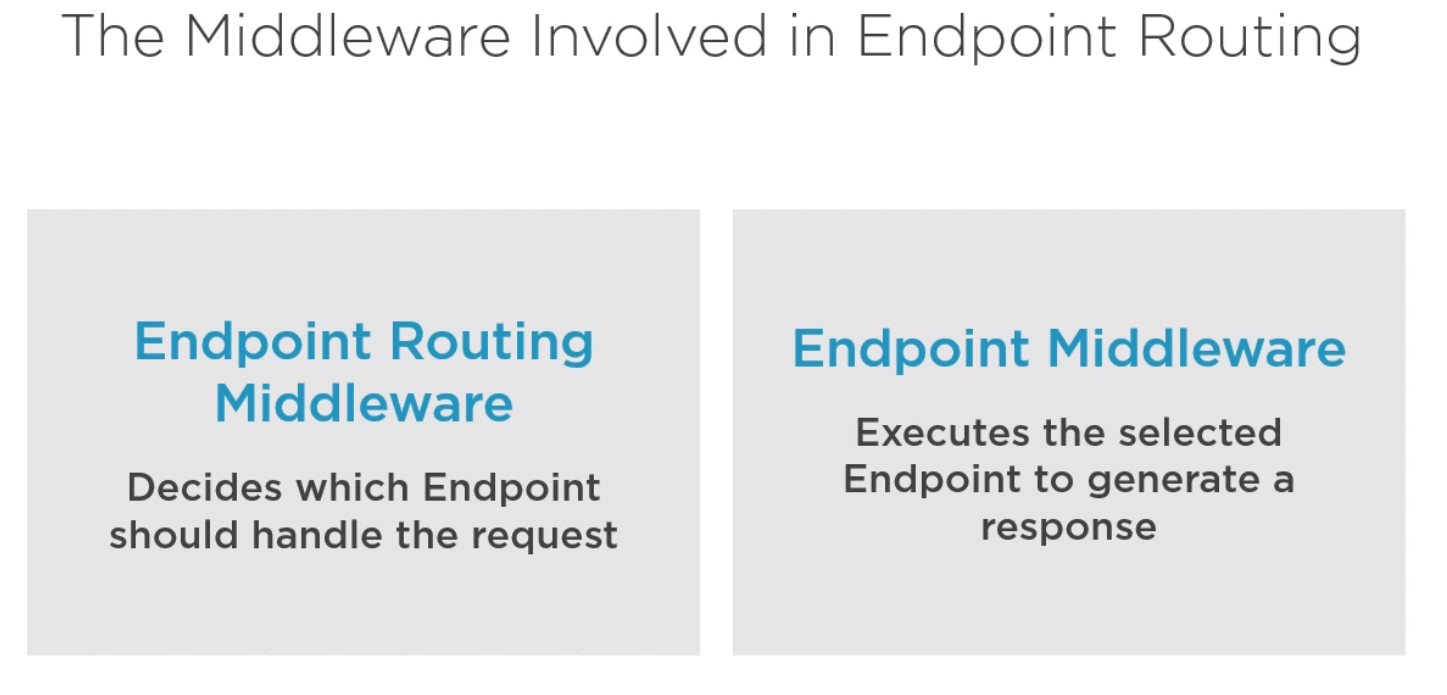 The Middleware Involved in Endpoint Routing
Endpoint Routing
Middleware
Decides which Endpoint
should handle the request
Endpoint Middleware
Executes the selected
Endpoint to generate a
response